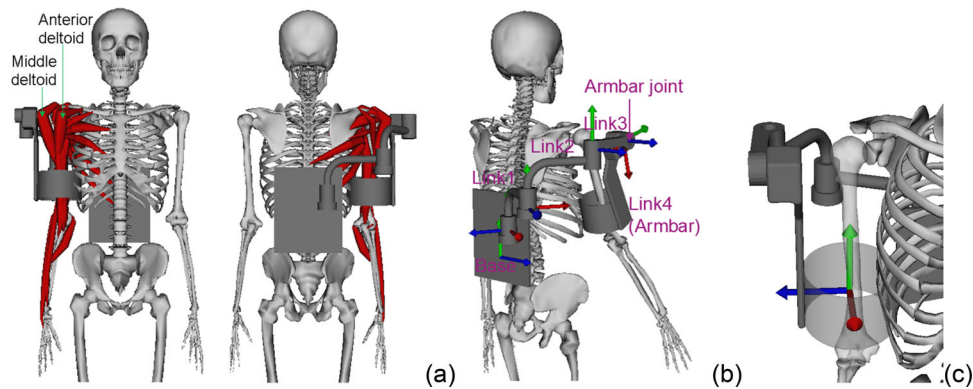 Anterior
deltoid
Middle
deltoid
(a)
Armbar joint
Link3
Link2
Link1
Link4
(Armbar)
Base
(b)
(c)